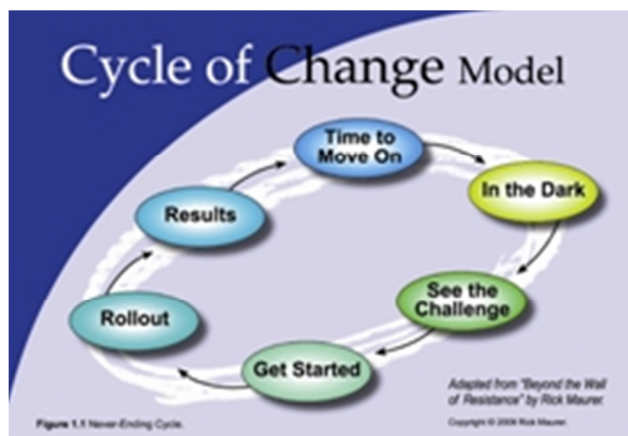 Cycle of Change Model
Time to
Move On
In the Dark
Results
See the
Challenge
Rollout
Get Started
Adapted from "Beyond the Wall
of Resistance" by Rick Maurer.
Figure 1.1 Never-Ending Cycle.
Copyright © 2009 Rick Maurer.